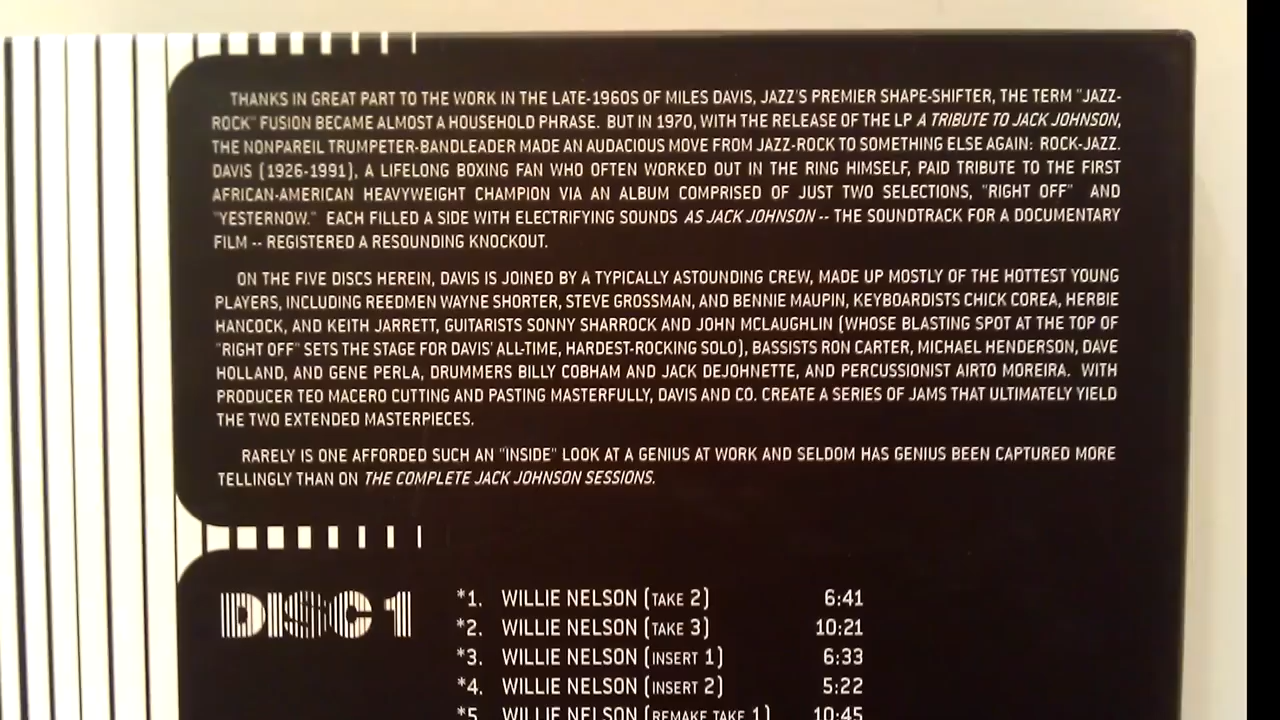 THANKS IN GREAT PART TO THE WORK IN THE LATE-1960S OF MILES DAVIS, JAZZ'S PREMIER SHAPE-SHIFTER, THE TERM "JAZZ-
ROCK" FUSION BECAME ALMOST A HOUSEHOLD PHRASE. BUT IN 1970, WITH THE RELEASE OF THE LP A TRIBUTE TO JACK JOHNSON,
THE NONPAREIL TRUMPETER-BANDLEADER MADE AN AUDACIOUS MOVE FROM JAZZ-ROCK TO SOMETHING ELSE AGAIN: ROCK-JAZZ.
DAVIS (1926-1991), A LIFELONG BOXING FAN WHO OFTEN WORKED OUT IN THE RING HIMSELF, PAID TRIBUTE TO THE FIRST
AFRICAN-AMERICAN HEAVYWEIGHT CHAMPION VIA AN ALBUM COMPRISED OF JUST TWO SELECTIONS, "RIGHT OFF" AND
"YESTERNOW." EACH FILLED A SIDE WITH ELECTRIFYING SOUNDS AS JACK JOHNSON -- THE SOUNDTRACK FOR A DOCUMENTARY
FILM -- REGISTERED A RESOUNDING KNOCKOUT.
ON THE FIVE DISCS HEREIN, DAVIS IS JOINED BY A TYPICALLY ASTOUNDING CREW, MADE UP MOSTLY OF THE HOTTEST YOUNG
PLAYERS, INCLUDING REEDMEN WAYNE SHORTER, STEVE GROSSMAN, AND BENNIE MAUPIN, KEYBOARDISTS CHICK COREA, HERBIE
HANCOCK, AND KEITH JARRETT, GUITARISTS SONNY SHARROCK AND JOHN MCLAUGHLIN (WHOSE BLASTING SPOT AT THE TOP OF
"RIGHT OFF" SETS THE STAGE FOR DAVIS' ALL-TIME, HARDEST-ROCKING SOLO), BASSISTS RON CARTER, MICHAEL HENDERSON, DAVE
HOLLAND, AND GENE PERLA, DRUMMERS BILLY COBHAM AND JACK DEJOHNETTE, AND PERCUSSIONIST AIRTO MOREIRA. WITH
PRODUCER TEO MACERO CUTTING AND PASTING MASTERFULLY, DAVIS AND CO. CREATE A SERIES OF JAMS THAT ULTIMATELY YIELD
THE TWO EXTENDED MASTERPIECES.
RARELY IS ONE AFFORDED SUCH AN "INSIDE" LOOK AT A GENIUS AT WORK AND SELDOM HAS GENIUS BEEN CAPTURED MORE
TELLINGLY THAN ON THE COMPLETE JACK JOHNSON SESSIONS.
DISC 1
*1. WILLIE NELSON (TAKE 2) 6:41
*2. WILLIE NELSON (TAKE 3) 10:21
*3. WILLIE NELSON (INSERT 1) 6:33
*4. WILLIE NELSON (INSERT 2) 5:22
*5. WILLIE NELSON (REMAKE TAKE 1) 10:45